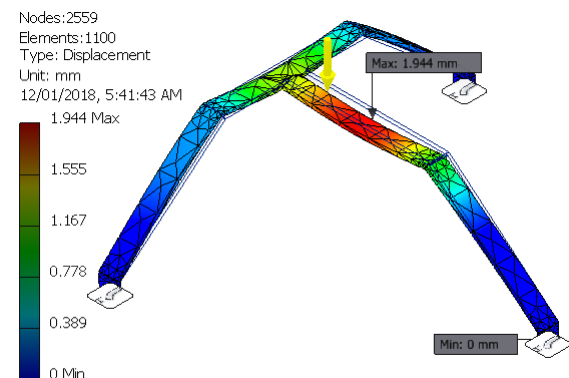 Nodes:2559
Elements:1100
Type: Displacement
Unit: mm
12/01/2018, 5:41:43 AM
1.944 Max
1.555
1.167
0.778
0.389
0 Min
Max: 1.944 mm
Min: 0 mm